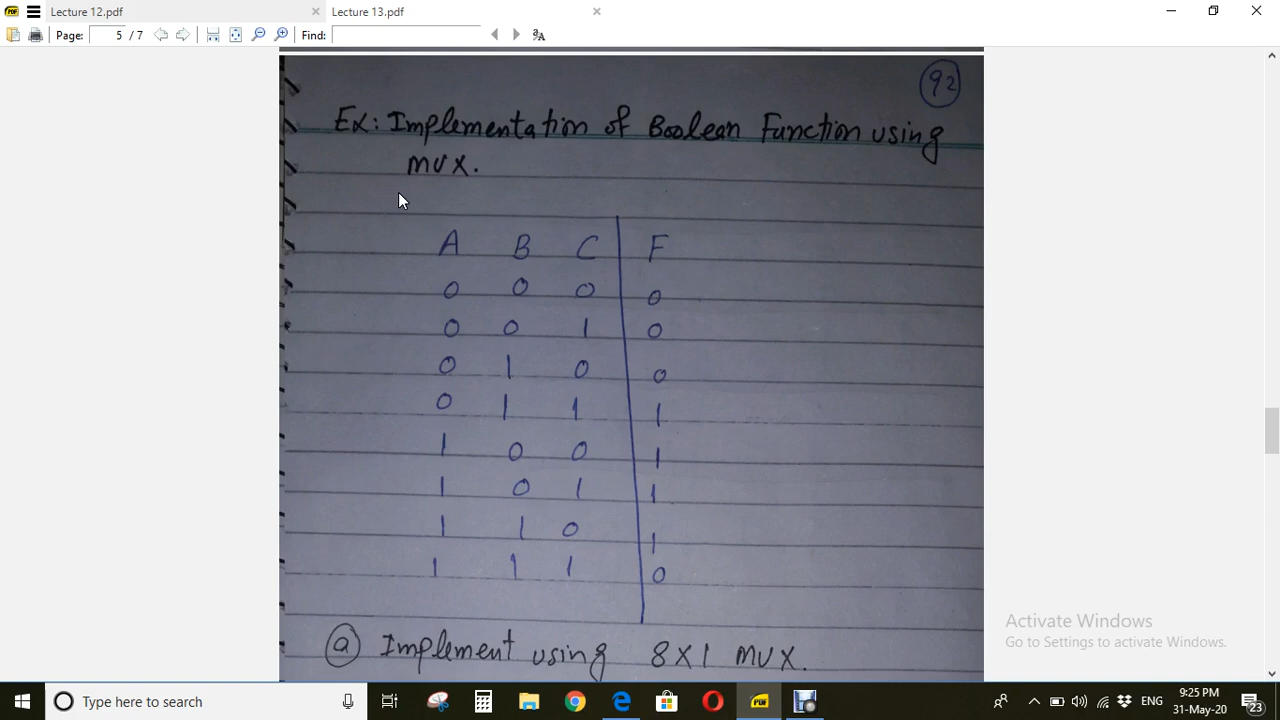 Lecture 12.pdf × Lecture 13.pdf ×
Page: 5 / 7 Find:
92
Ex: Implementation of Boolean Function using
MUX.
A B C F
0 0 0 0
0 0 1 0
0 1 0 0
0 1 1 1
1 0 0 1
1 0 1 1
1 1 0 1
1 1 1 0
a Implement using 8X1 MUX.
Activate Windows
Go to Settings to activate Windows.
Type here to search
PDF
ENG
9:25 PM
31-May-20
23